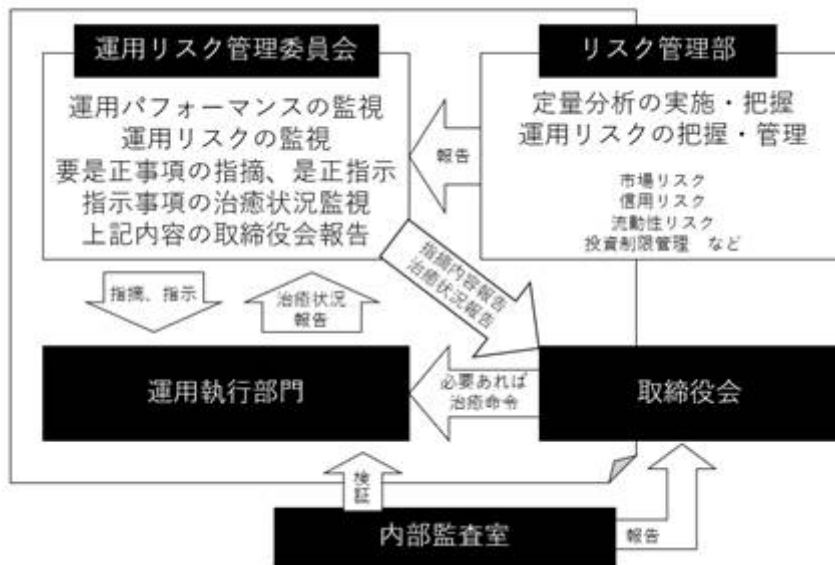 運用リスク管理委員会
運用パフォーマンスの監視
運用リスクの監視
要是正事項の指摘、是正指示
指示事項の治癒状況監視
上記内容の取締役会報告
リスク管理部
定量分析の実施・把握
運用リスクの把握・管理
市場リスク
信用リスク
流動性リスク
投資制限管理 など
報告
指摘内容報告
治癒状況報告
指摘、指示
治癒状況
報告
運用執行部門
必要あれば
治癒命令
取締役会
検証
内部監査室
報告